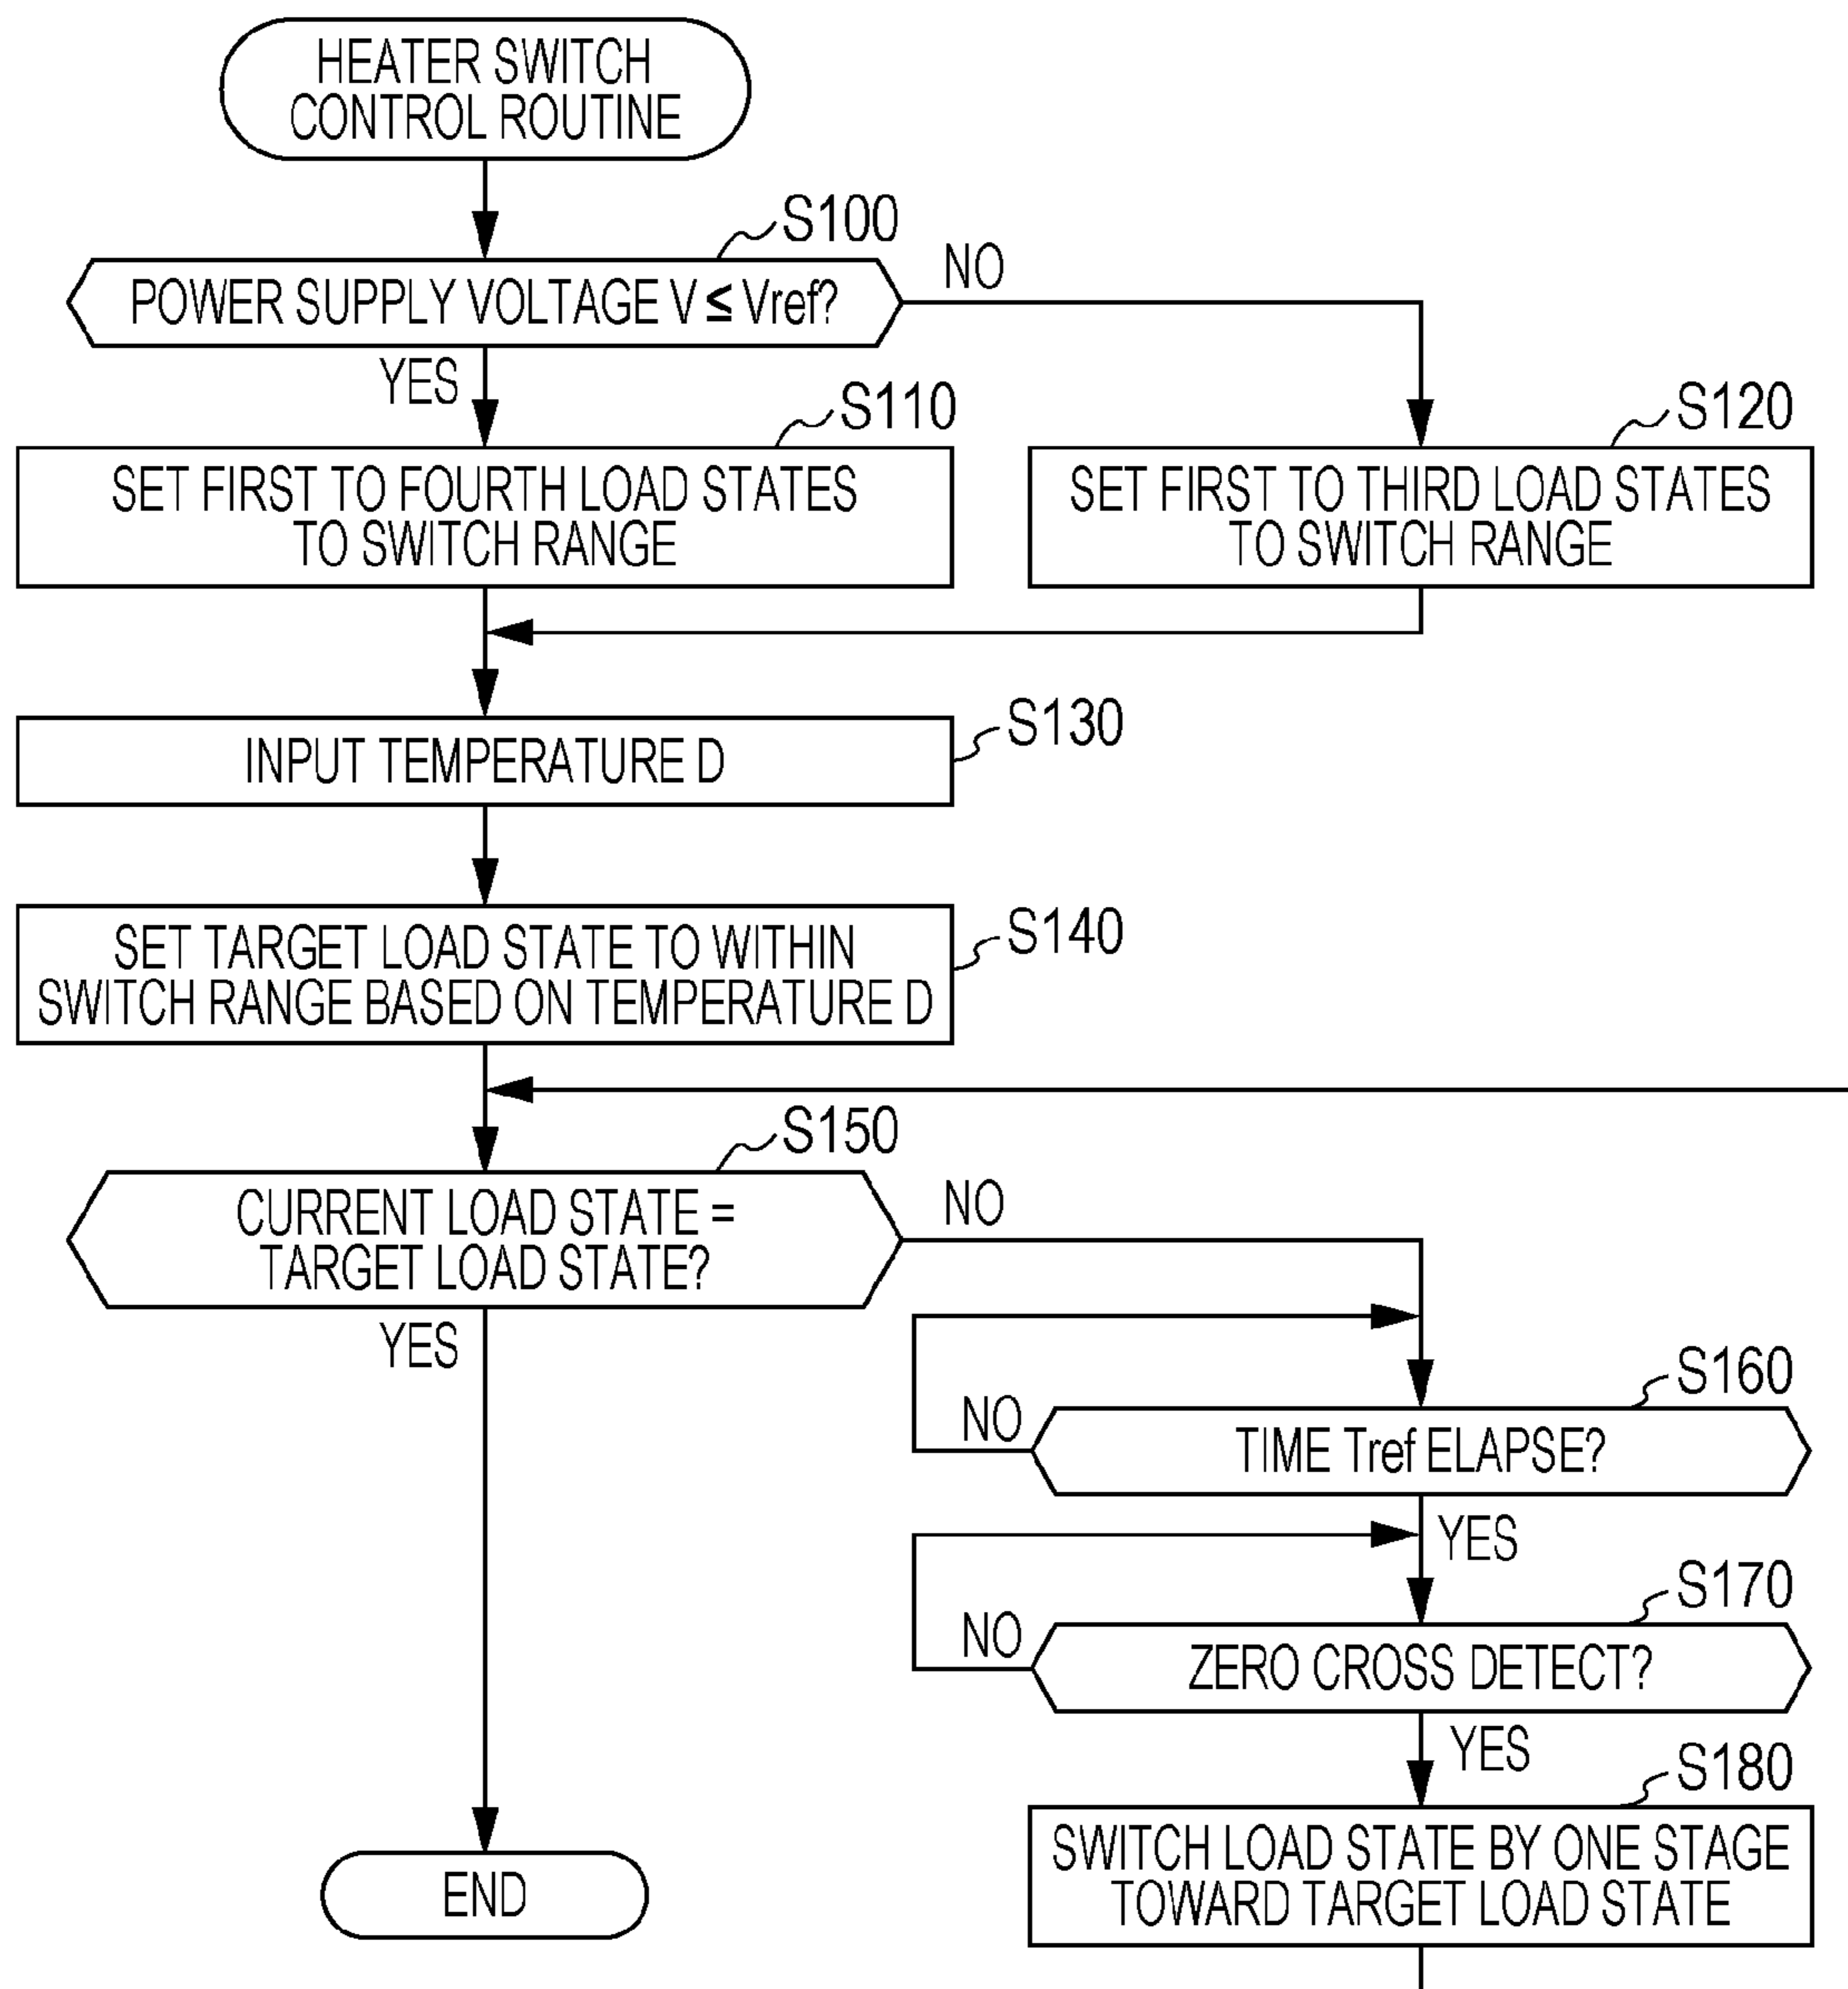 HEATER SWITCH
CONTROL ROUTINE
S100
POWER SUPPLY VOLTAGE V ≦ Vref?
NO
YES
S110
SET FIRST TO FOURTH LOAD STATES
TO SWITCH RANGE
S120
SET FIRST TO THIRD LOAD STATES
TO SWITCH RANGE
S130
INPUT TEMPERATURE D
S140
SET TARGET LOAD STATE TO WITHIN
SWITCH RANGE BASED ON TEMPERATURE D
S150
CURRENT LOAD STATE =
TARGET LOAD STATE?
NO
YES
S160
NO
TIME Tref ELAPSE?
YES
S170
NO
ZERO CROSS DETECT?
YES
S180
SWITCH LOAD STATE BY ONE STAGE
TOWARD TARGET LOAD STATE
END